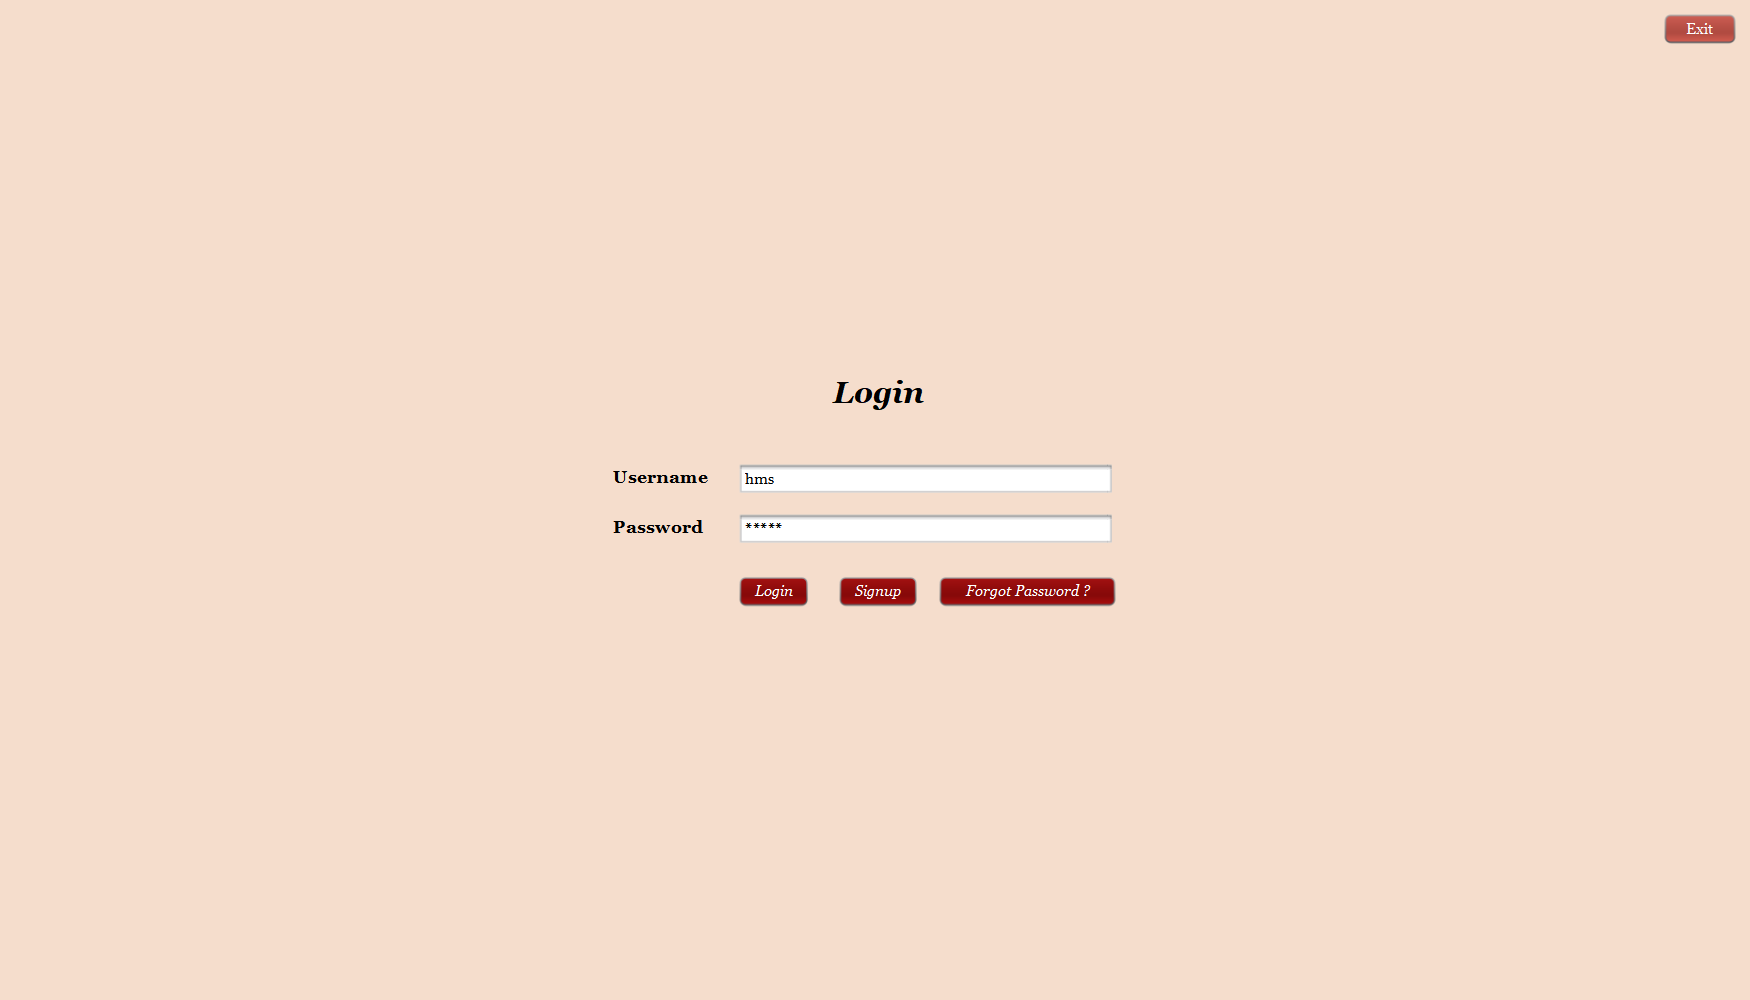 Exit
Login
Username hms
Password *****
Login Signup Forgot Password ?